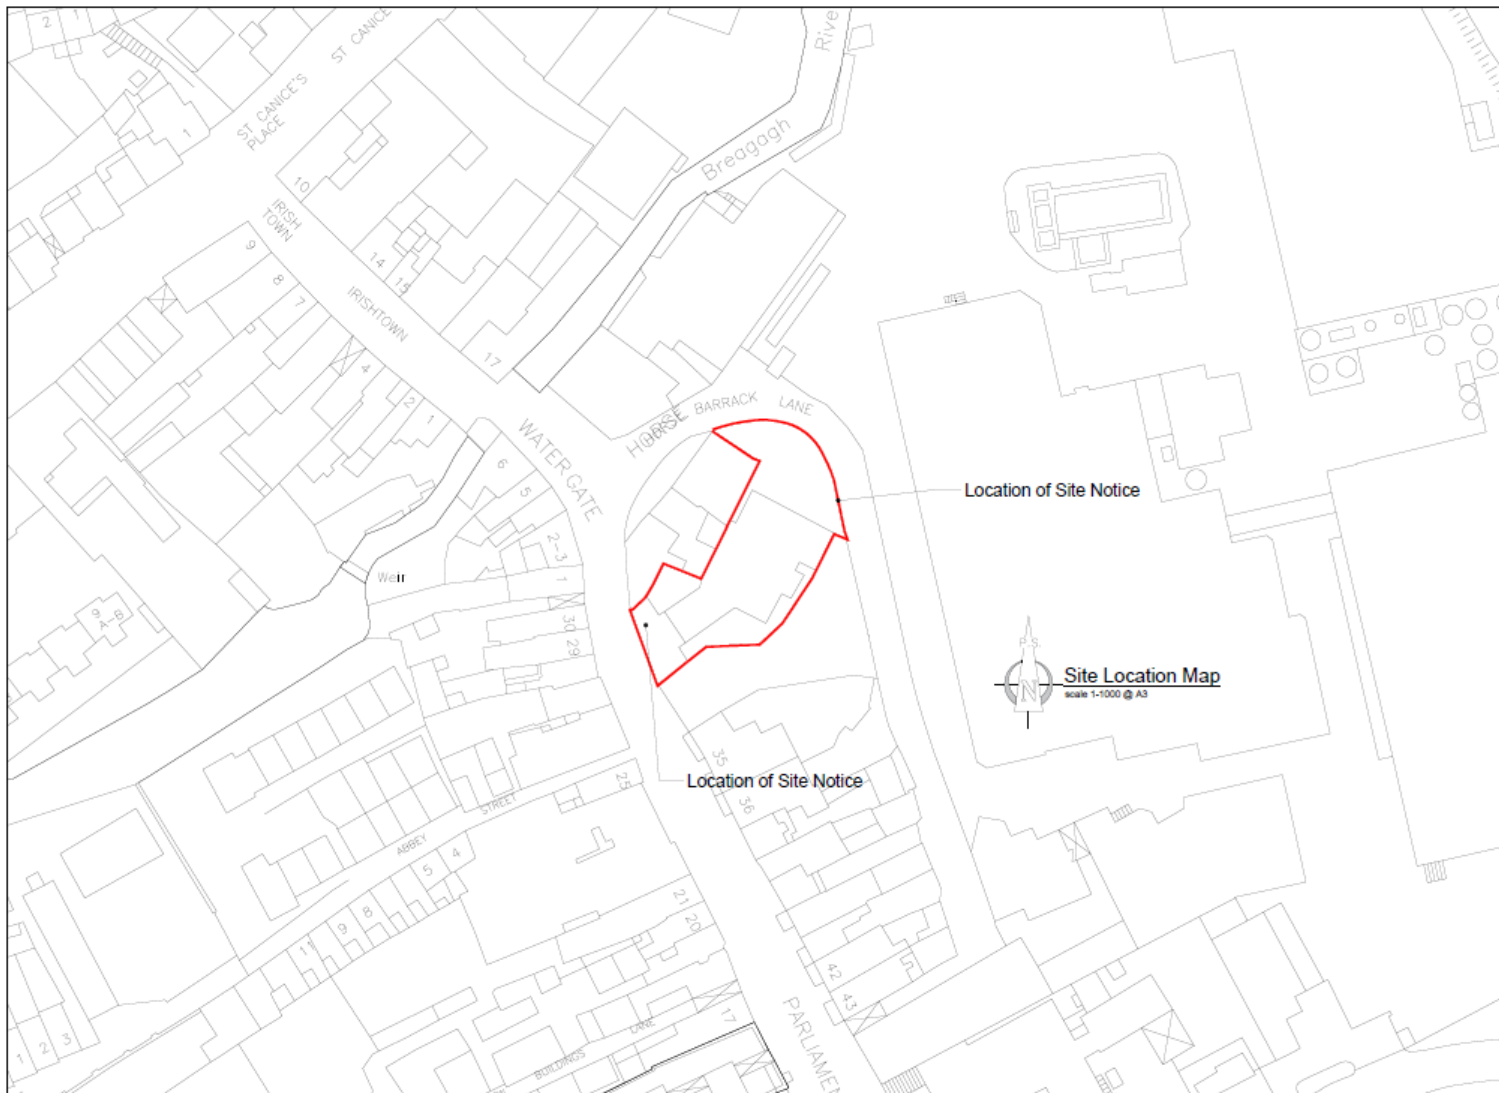 2
1
ST CANICE
Rive
ST CANICE'S
PLACE
1
Breagagh
10
IRISH
TOWN
9
14
15
8
7
IRISHTOWN
17
4
2
1
HORSE BARRACK LANE
WATER GATE
6
5
Location of Site Notice
2-3
Weir
1
30
29
P.S.
N
Site Location Map
scale 1-1000 @ A3
35
25
Location of Site Notice
36
ABBEY STREET
4
5
8
9
11
21
20
42
43
17
PARLIAMEN
BUILDINGS LANE
1
2
3